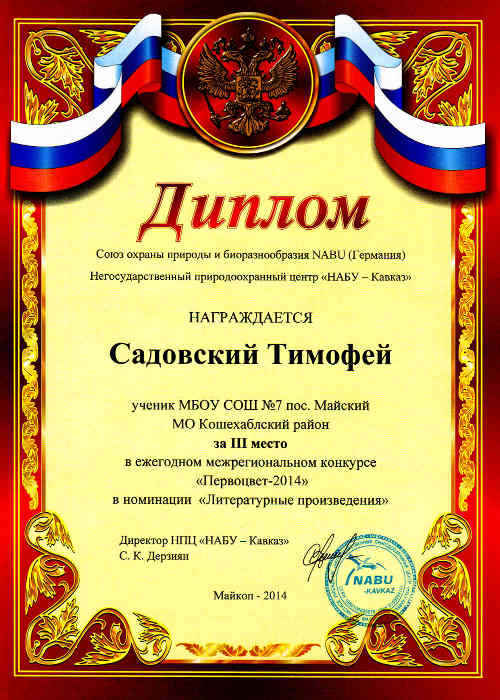 Диплом
Союз охраны природы и биоразнообразия NABU (Германия)
Негосударственный природоохранный центр «НАБУ – Кавказ»
НАГРАЖДАЕТСЯ
Садовский Тимофей
ученик МБОУ СОШ №7 пос. Майский
МО Кошехаблский район
за III место
в ежегодном межрегиональном конкурсе
«Первоцвет-2014»
в номинации «Литературные произведения»
Директор НПЦ «НАБУ – Кавказ»
С. К. Дерзиян
NABU
-KAVKAZ
Майкоп - 2014